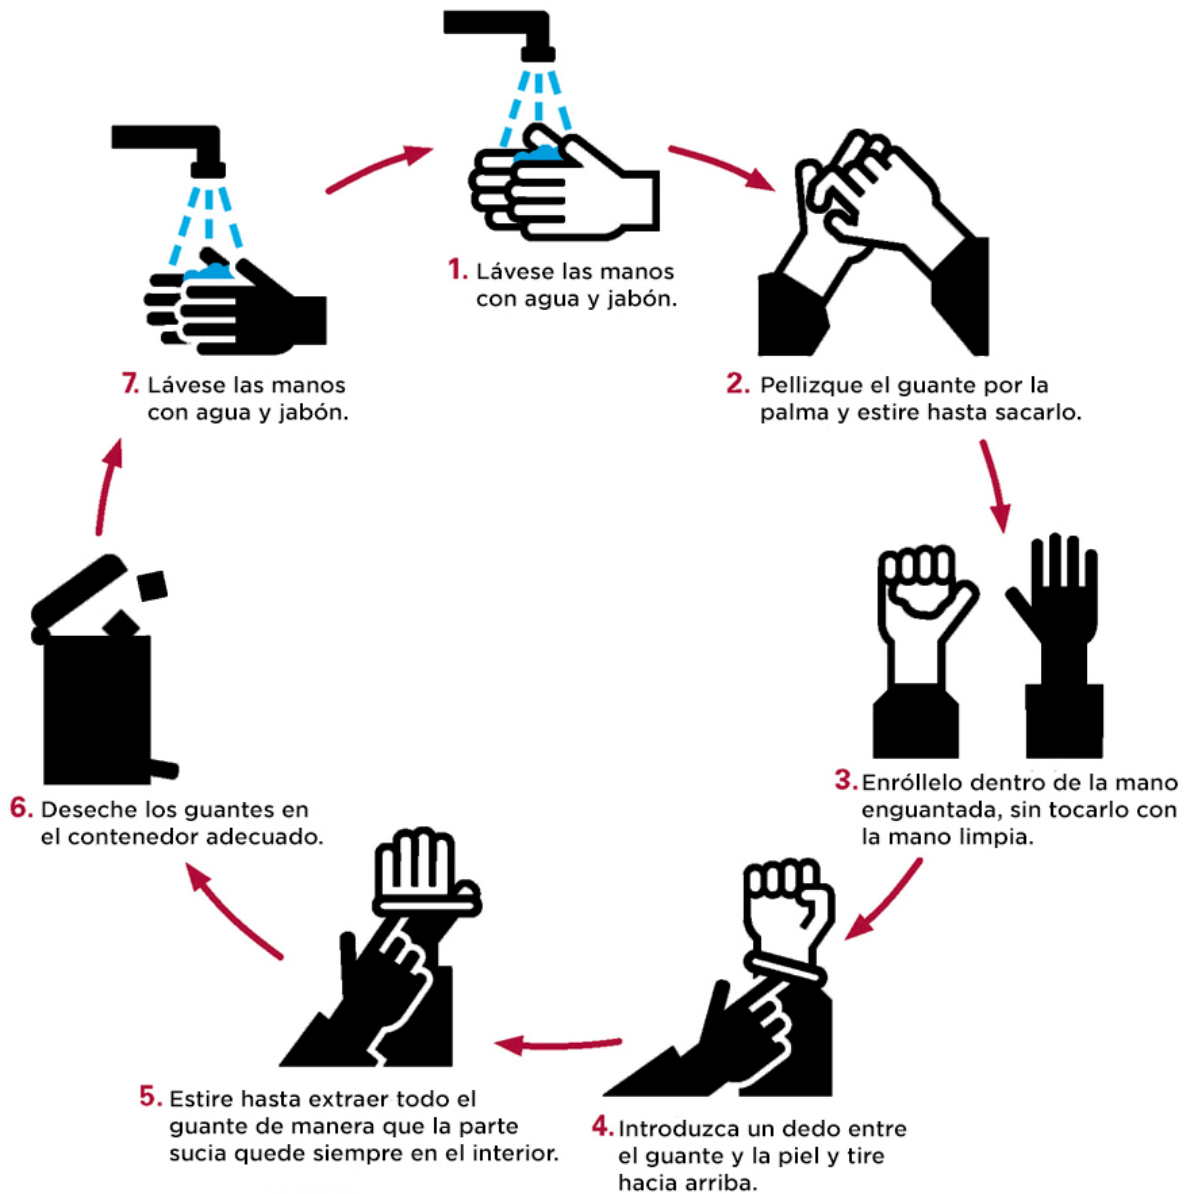 1. Lávese las manos
con agua y jabón.
2. Pellizque el guante por la
palma y estire hasta sacarlo.
3. Enróllelo dentro de la mano
enguantada, sin tocarlo con
la mano limpia.
4. Introduzca un dedo entre
el guante y la piel y tire
hacia arriba.
5. Estire hasta extraer todo el
guante de manera que la parte
sucia quede siempre en el interior.
6. Deseche los guantes en
el contenedor adecuado.
7. Lávese las manos
con agua y jabón.